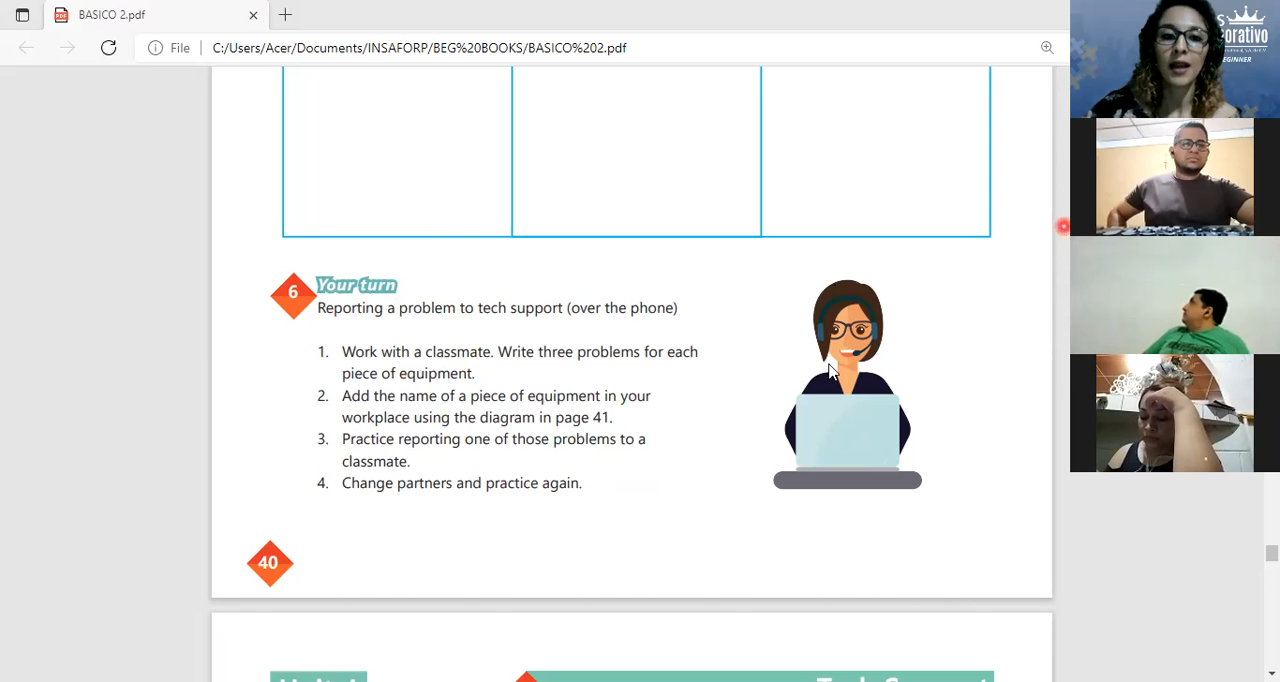 BASICO 2.pdf
File
C:/Users/Acer/Documents/INSAFORP/BEG%20BOOKS/BASICO%202.pdf
orativo
EGINNER
6
Your turn
Reporting a problem to tech support (over the phone)
1. Work with a classmate. Write three problems for each
piece of equipment.
2. Add the name of a piece of equipment in your
workplace using the diagram in page 41.
3. Practice reporting one of those problems to a
classmate.
4. Change partners and practice again.
40